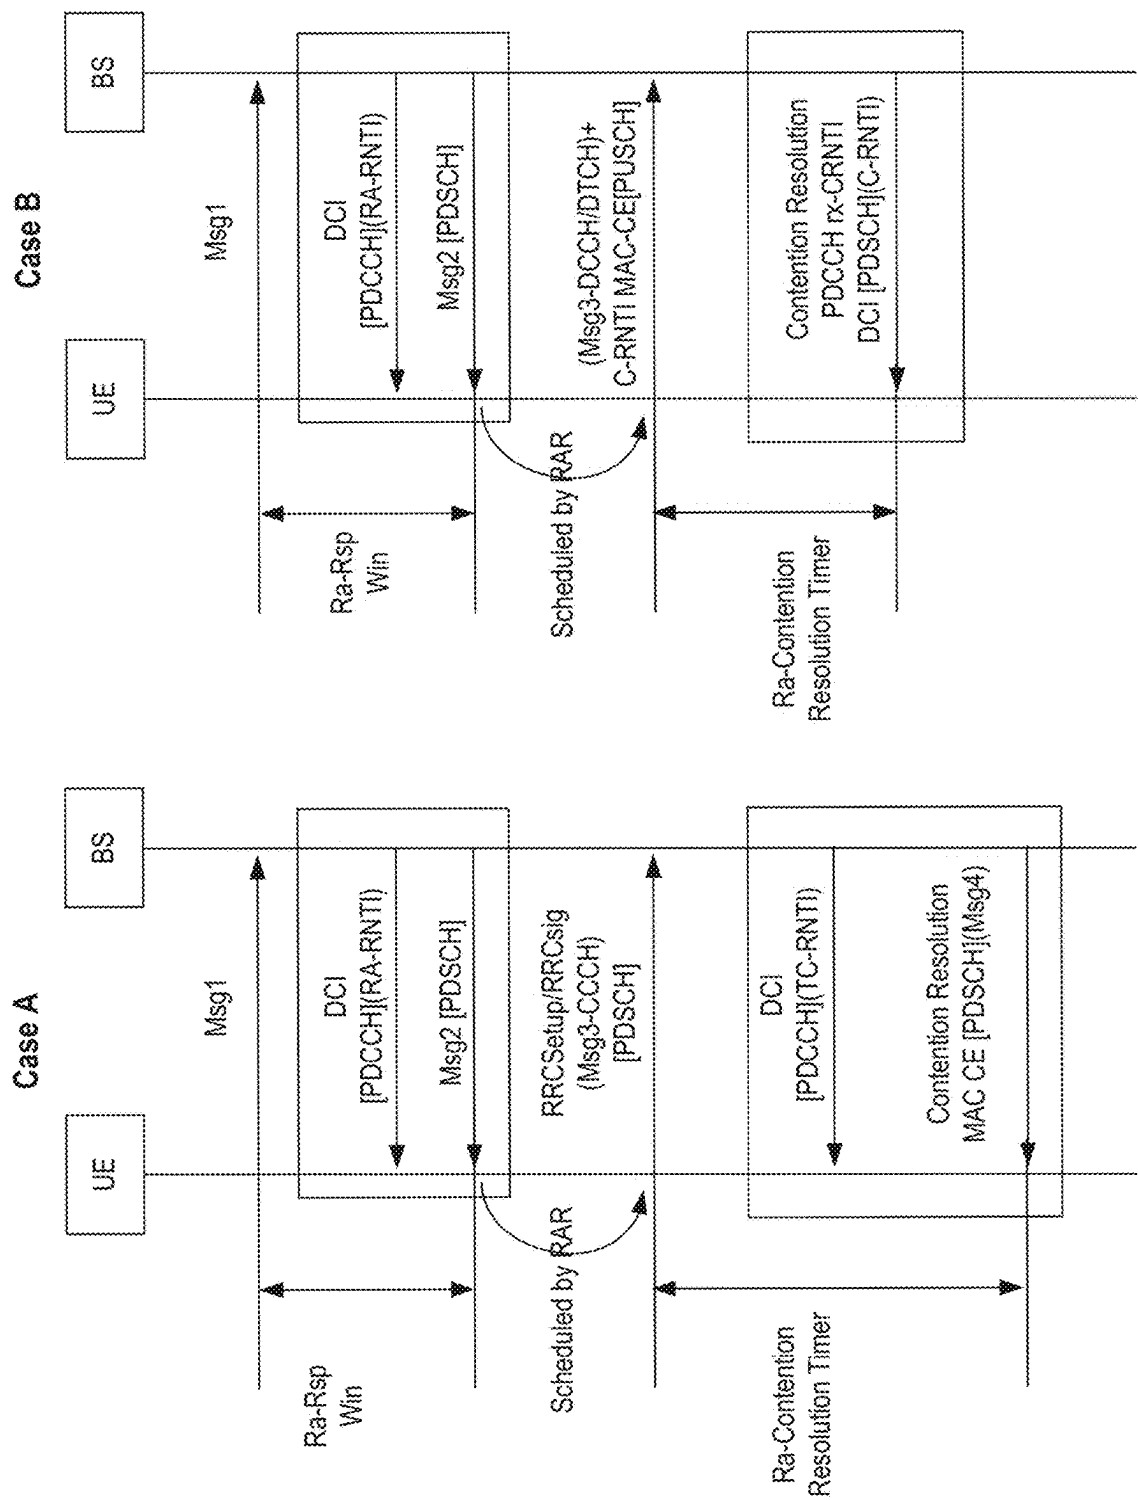 Case A
UE
BS
Msg1
DCI
[PDCCH](RA-RNTI)
Msg2 [PDSCH]
Ra-Rsp
Win
Scheduled by RAR
RRCSetup/RRCsig
(Msg3-CCCH)
[PDSCH]
DCI
[PDCCH](TC-RNTI)
Contention Resolution
MAC CE [PDSCH](Msg4)
Ra-Contention
Resolution Timer
Case B
UE
BS
Msg1
DCI
[PDCCH](RA-RNTI)
Msg2 [PDSCH]
Ra-Rsp
Win
Scheduled by RAR
(Msg3-DCCH/DTCH)+
C-RNTI MAC-CE[PUSCH]
Contention Resolution
PDCCH rx-CRNTI
DCI [PDSCH](C-RNTI)
Ra-Contention
Resolution Timer